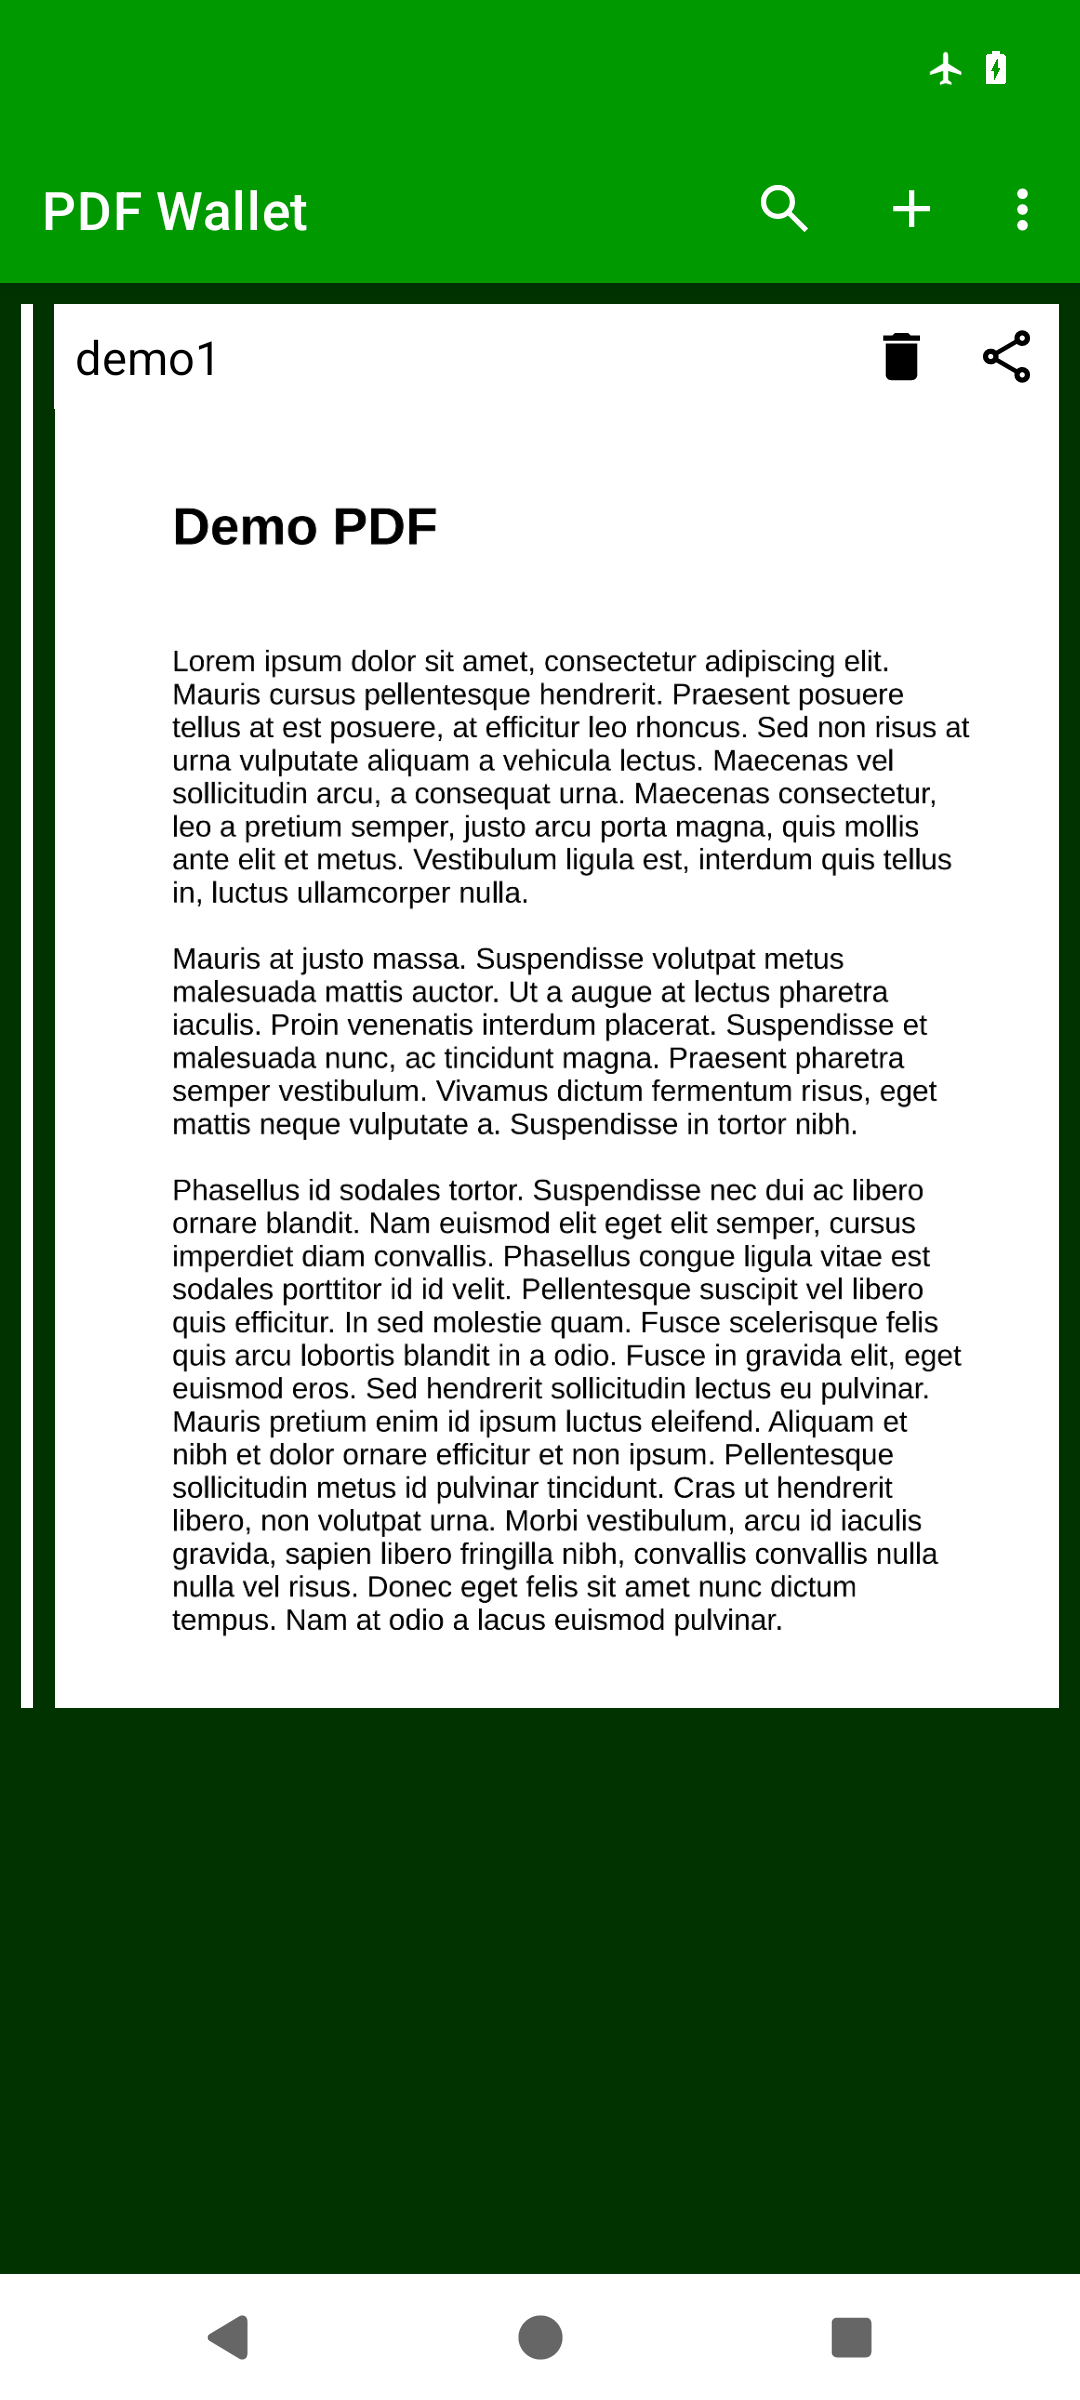 PDF Wallet
demo1
Demo PDF
Lorem ipsum dolor sit amet, consectetur adipiscing elit.
Mauris cursus pellentesque hendrerit. Praesent posuere
tellus at est posuere, at efficitur leo rhoncus. Sed non risus at
urna vulputate aliquam a vehicula lectus. Maecenas vel
sollicitudin arcu, a consequat urna. Maecenas consectetur,
leo a pretium semper, justo arcu porta magna, quis mollis
ante elit et metus. Vestibulum ligula est, interdum quis tellus
in, luctus ullamcorper nulla.
Mauris at justo massa. Suspendisse volutpat metus
malesuada mattis auctor. Ut a augue at lectus pharetra
iaculis. Proin venenatis interdum placerat. Suspendisse et
malesuada nunc, ac tincidunt magna. Praesent pharetra
semper vestibulum. Vivamus dictum fermentum risus, eget
mattis neque vulputate a. Suspendisse in tortor nibh.
Phasellus id sodales tortor. Suspendisse nec dui ac libero
ornare blandit. Nam euismod elit eget elit semper, cursus
imperdiet diam convallis. Phasellus congue ligula vitae est
sodales porttitor id id velit. Pellentesque suscipit vel libero
quis efficitur. In sed molestie quam. Fusce scelerisque felis
quis arcu lobortis blandit in a odio. Fusce in gravida elit, eget
euismod eros. Sed hendrerit sollicitudin lectus eu pulvinar.
Mauris pretium enim id ipsum luctus eleifend. Aliquam et
nibh et dolor ornare efficitur et non ipsum. Pellentesque
sollicitudin metus id pulvinar tincidunt. Cras ut hendrerit
libero, non volutpat urna. Morbi vestibulum, arcu id iaculis
gravida, sapien libero fringilla nibh, convallis convallis nulla
nulla vel risus. Donec eget felis sit amet nunc dictum
tempus. Nam at odio a lacus euismod pulvinar.